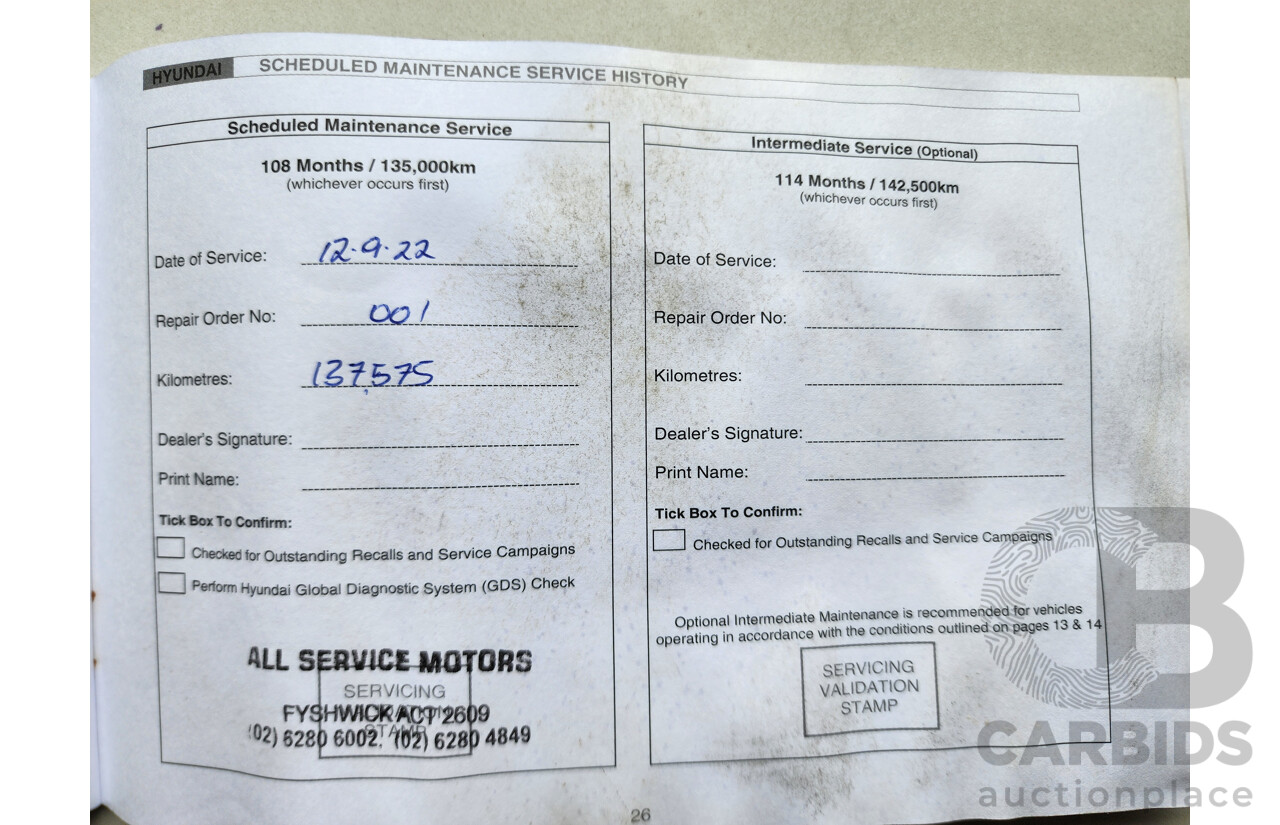 HYUNDAI SCHEDULED MAINTENANCE SERVICE HISTORY
Scheduled Maintenance Service
108 Months / 135,000km
(whichever occurs first)
Date of Service: 12.9.22
Repair Order No: 001
Kilometres: 137,575
Dealer's Signature:
Print Name:
Tick Box To Confirm:
Checked for Outstanding Recalls and Service Campaigns
Perform Hyundai Global Diagnostic System (GDS) Check
ALL SERVICE MOTORS
SERVICING
FYSHWICK ACT 2609
STAMP
(02) 6280 6002. (02) 6280 4849
Intermediate Service (Optional)
114 Months / 142,500km
(whichever occurs first)
Date of Service:
Repair Order No:
Kilometres:
Dealer's Signature:
Print Name:
Tick Box To Confirm:
Checked for Outstanding Recalls and Service Campaigns
Optional Intermediate Maintenance is recommended for vehicles
operating in accordance with the conditions outlined on pages 13 & 14
SERVICING
VALIDATION
STAMP
26
CB
CARBIDS
auctionplace